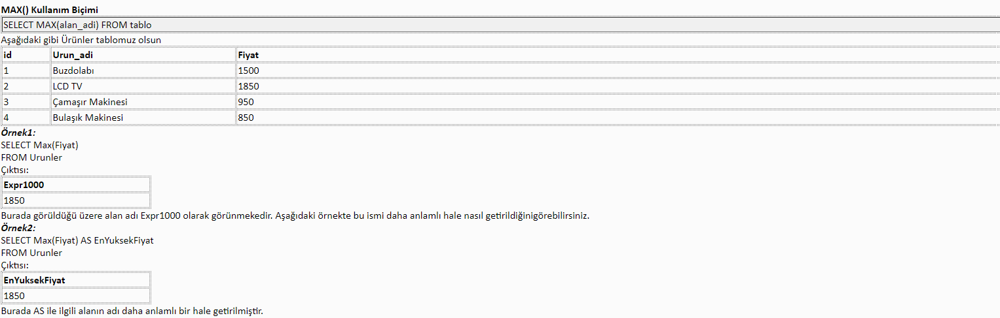 MAX() Kullanım Biçimi
SELECT MAX(alan_adi) FROM tablo
Aşağıdaki gibi Ürünler tablomuz olsun
id Urun_adi Fiyat
1 Buzdolabı 1500
2 LCD TV 1850
3 Çamaşır Makinesi 950
4 Bulaşık Makinesi 850
Örnek1:
SELECT Max(Fiyat)
FROM Urunler
Çıktısı:
Expr1000
1850
Burada görüldüğü üzere alan adı Expr1000 olarak görünmekedir. Aşağıdaki örnekte bu ismi daha anlamlı hale nasıl getirildiğinigörebilirsiniz.
Örnek2:
SELECT Max(Fiyat) AS EnYuksekFiyat
FROM Urunler
Çıktısı:
EnYuksekFiyat
1850
Burada AS ile ilgili alanın adı daha anlamlı bir hale getirilmiştir.